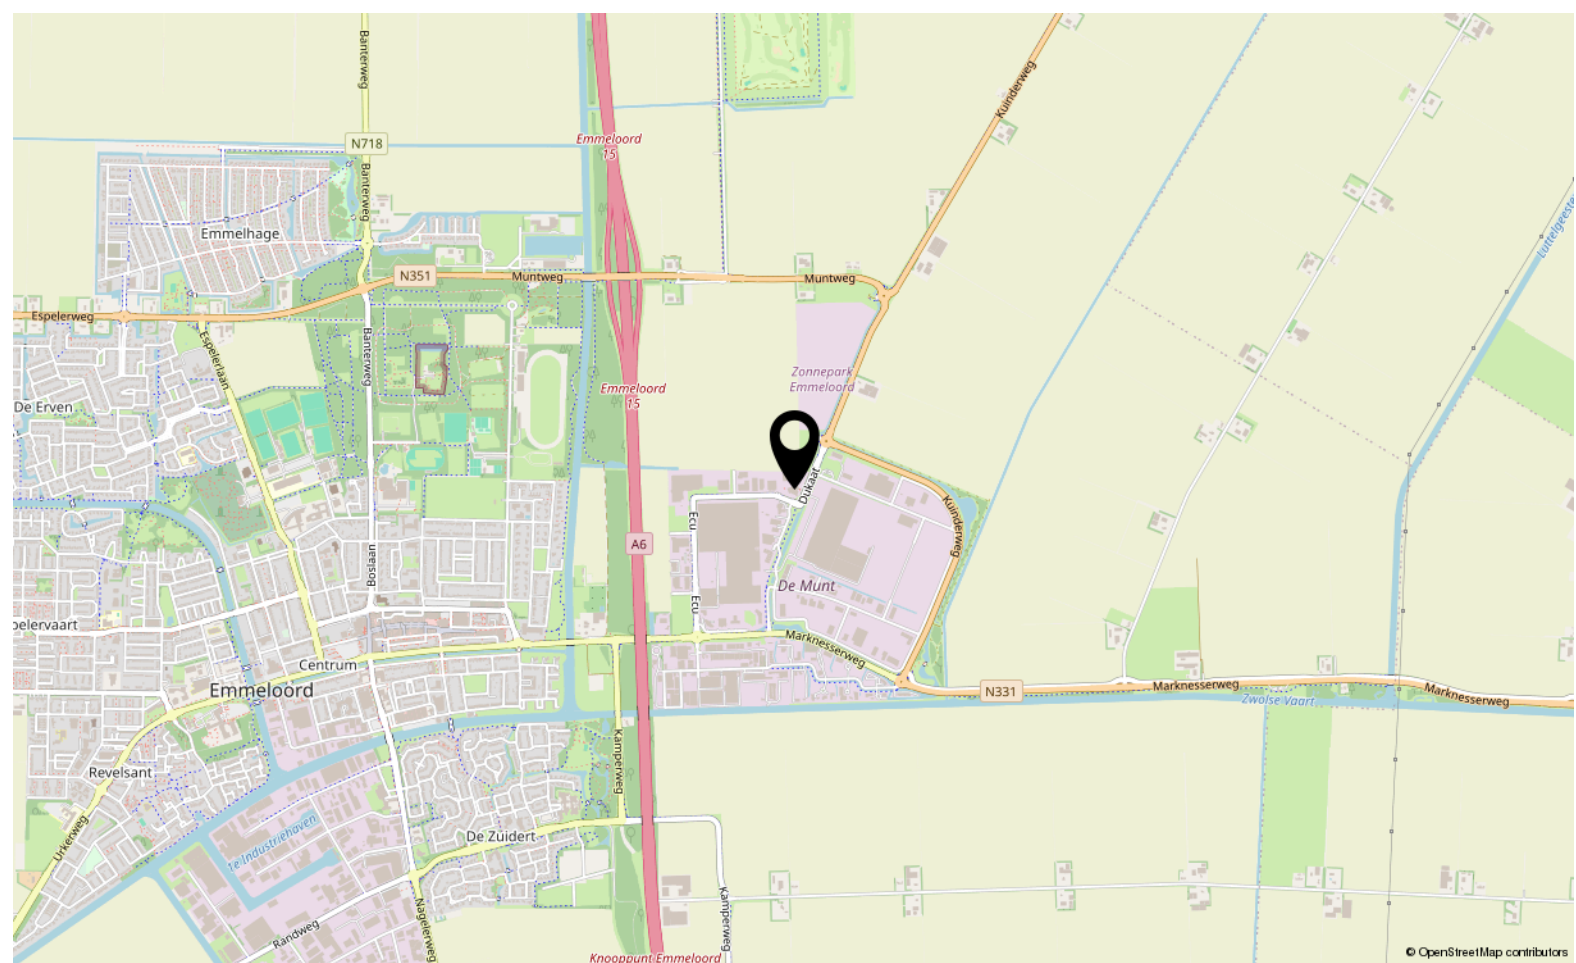 Banterweg
Kuinderweg
Emmeloord
15
N718
Banterweg
Luttelgeeste
Emmelhage
N351
Muntweg
Muntweg
Espelerweg
Espelerlaan
Banterweg
Zonnepark
Emmeloord
Emmeloord
15
De Erven
Dukaat
Ecu
Kuinderweg
A6
Boslaan
De Munt
Ecu
pelervaart
Marknesserweg
Centrum
Emmeloord
N331
Marknesserweg
Marknesserweg
Zwolse Vaart
Kamperweg
Revelsant
Urkerweg
1e Industriehaven
De Zuidert
Nagelerweg
Kamperweg
Randweg
Knooppunt Emmeloord
© OpenStreetMap contributors